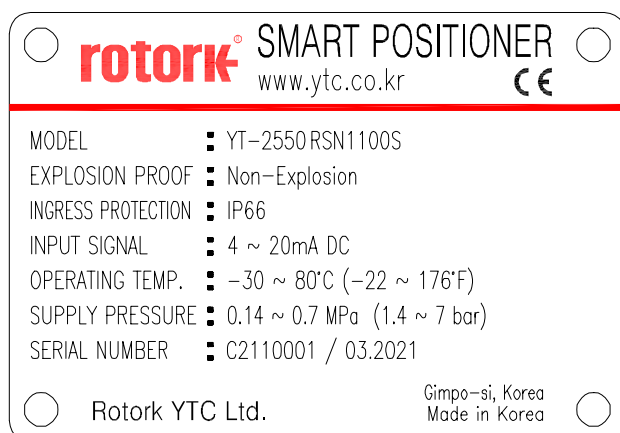 rotork® SMART POSITIONER
www.ytc.co.kr CE
MODEL : YT-2550RSN1100S
EXPLOSION PROOF : Non-Explosion
INGRESS PROTECTION : IP66
INPUT SIGNAL : 4 ~ 20mA DC
OPERATING TEMP. : -30 ~ 80°C (-22 ~ 176°F)
SUPPLY PRESSURE : 0.14 ~ 0.7 MPa (1.4 ~ 7 bar)
SERIAL NUMBER : C2110001 / 03.2021
Rotork YTC Ltd.
Gimpo-si, Korea
Made in Korea